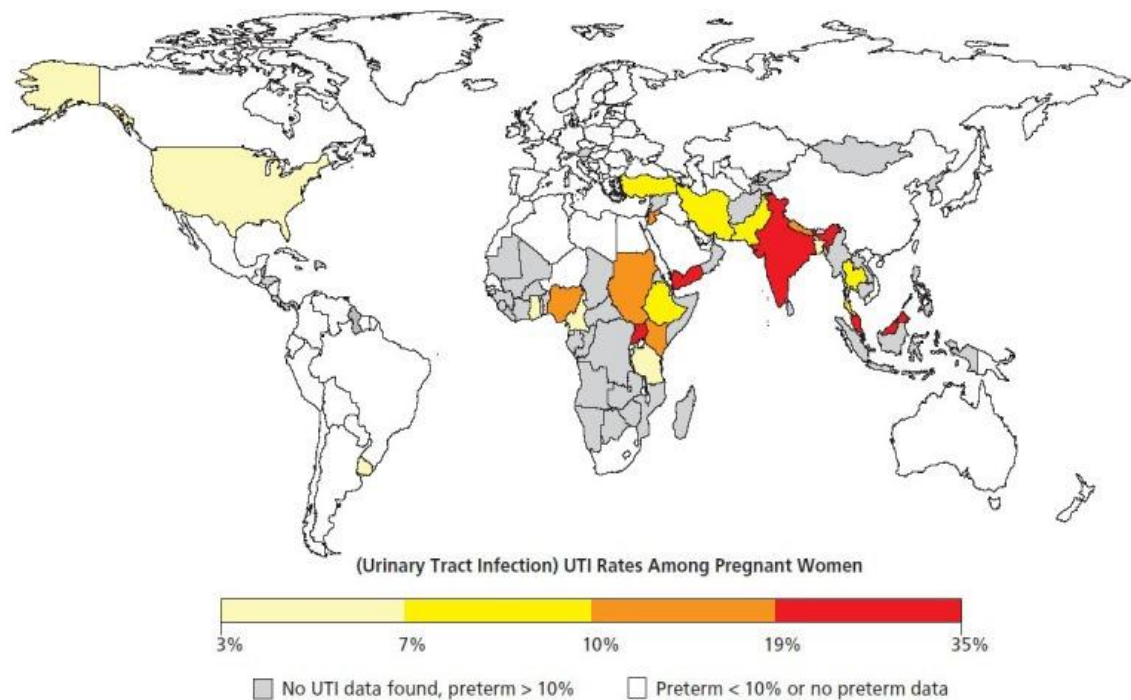 (Urinary Tract Infection) UTI Rates Among Pregnant Women
3% 7% 10% 19% 35%
No UTI data found, preterm > 10% Preterm < 10% or no preterm data